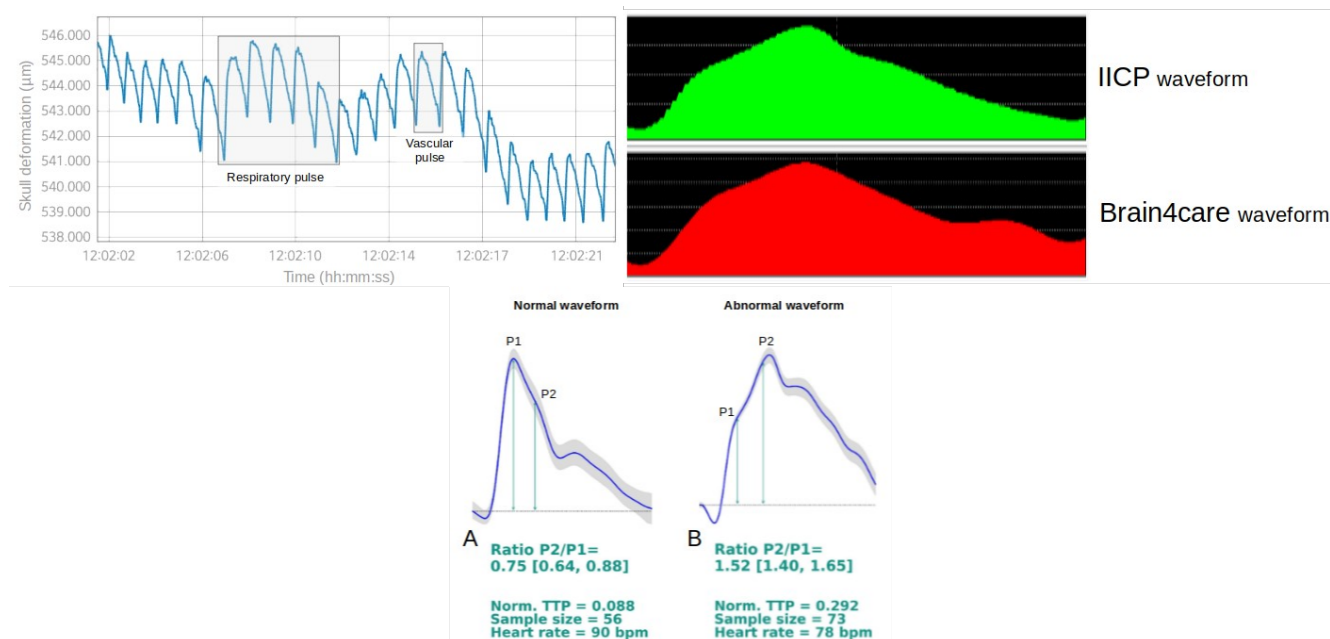 546.000
545.000
544.000
543.000
542.000
541.000
540.000
539.000
538.000
Skull deformation (µm)
Respiratory pulse
Vascular
pulse
12:02:02
12:02:06
12:02:10
12:02:15
12:02:17
12:02:21
Time (hh:mm:ss)
IICP waveform
Brain4care waveform
Normal waveform
P1
P2
A
Ratio P2/P1=
0.75 [0.64, 0.88]
Norm. TTP = 0.088
Sample size = 56
Heart rate = 90 bpm
Abnormal waveform
P2
P1
B
Ratio P2/P1=
1.52 [1.40, 1.65]
Norm. TTP = 0.292
Sample size = 73
Heart rate = 78 bpm